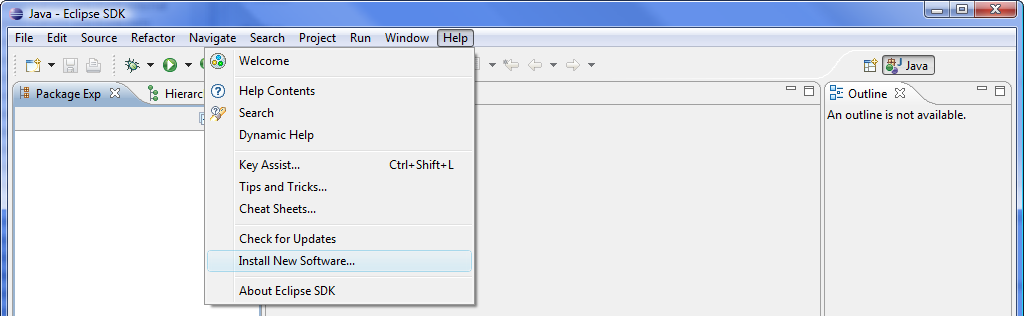 Java - Eclipse SDK
File Edit Source Refactor Navigate Search Project Run Window Help
Java
Package Exp
Hierarc
Outline
An outline is not available.
Welcome
Help Contents
Search
Dynamic Help
Key Assist... Ctrl+Shift+L
Tips and Tricks...
Cheat Sheets...
Check for Updates
Install New Software...
About Eclipse SDK